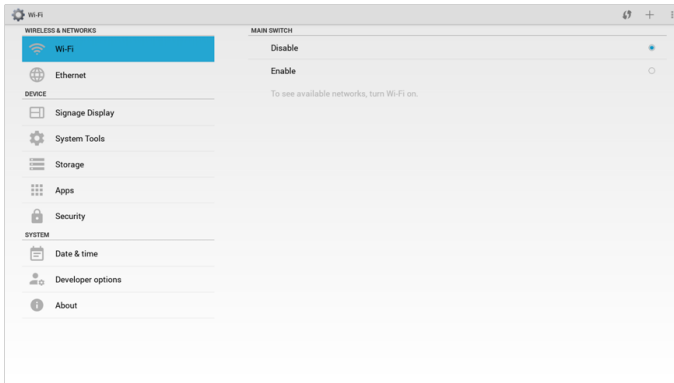 Wi-Fi
WIRELESS & NETWORKS
Wi-Fi
Ethernet
DEVICE
Signage Display
System Tools
Storage
Apps
Security
SYSTEM
Date & time
Developer options
About
MAIN SWITCH
Disable
Enable
To see available networks, turn Wi-Fi on.